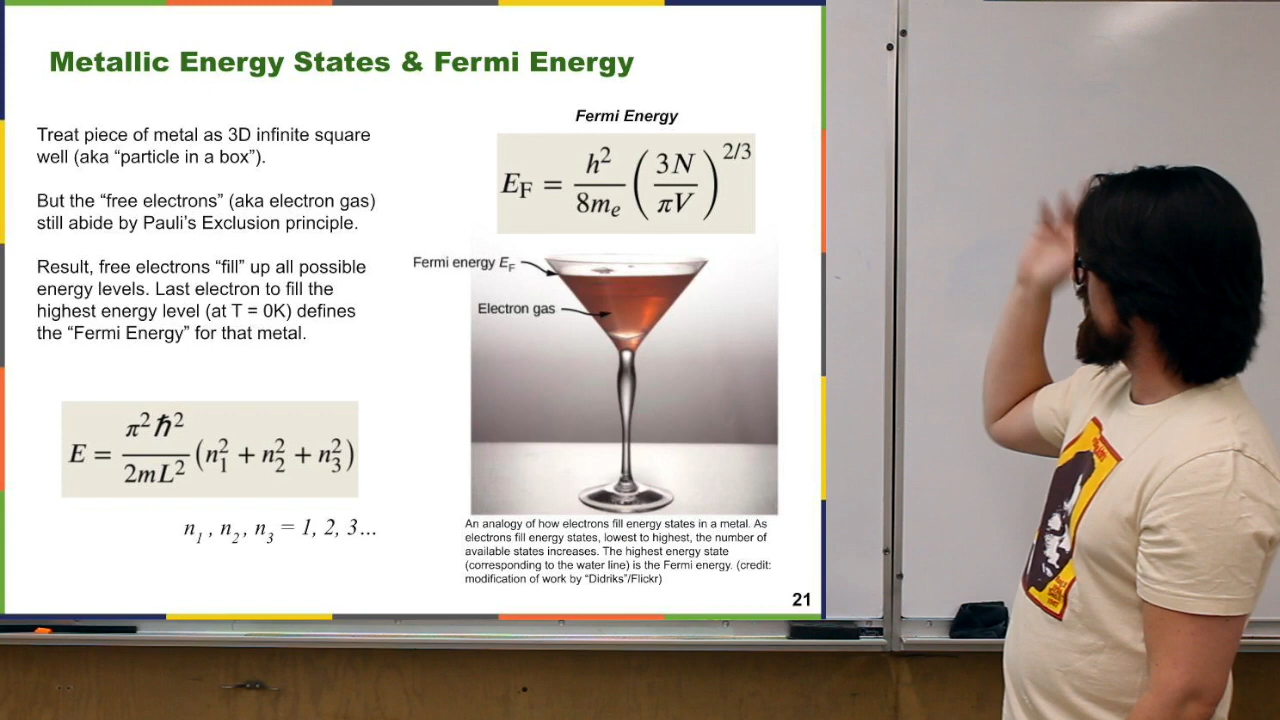 Metallic Energy States & Fermi Energy
Treat piece of metal as 3D infinite square
well (aka “particle in a box”).
But the “free electrons” (aka electron gas)
still abide by Pauli’s Exclusion principle.
Result, free electrons “fill” up all possible
energy levels. Last electron to fill the
highest energy level (at T = 0K) defines
the “Fermi Energy” for that metal.
E = π²ℏ²/2mL² (n₁² + n₂² + n₃²)
n₁ , n₂, n₃ = 1, 2, 3...
Fermi Energy
E_F = h²/8mₑ (3N/πV)^2/3
Fermi energy E_F
Electron gas
An analogy of how electrons fill energy states in a metal. As
electrons fill energy states, lowest to highest, the number of
available states increases. The highest energy state
(corresponding to the water line) is the Fermi energy. (credit:
modification of work by “Didriks”/Flickr)
21